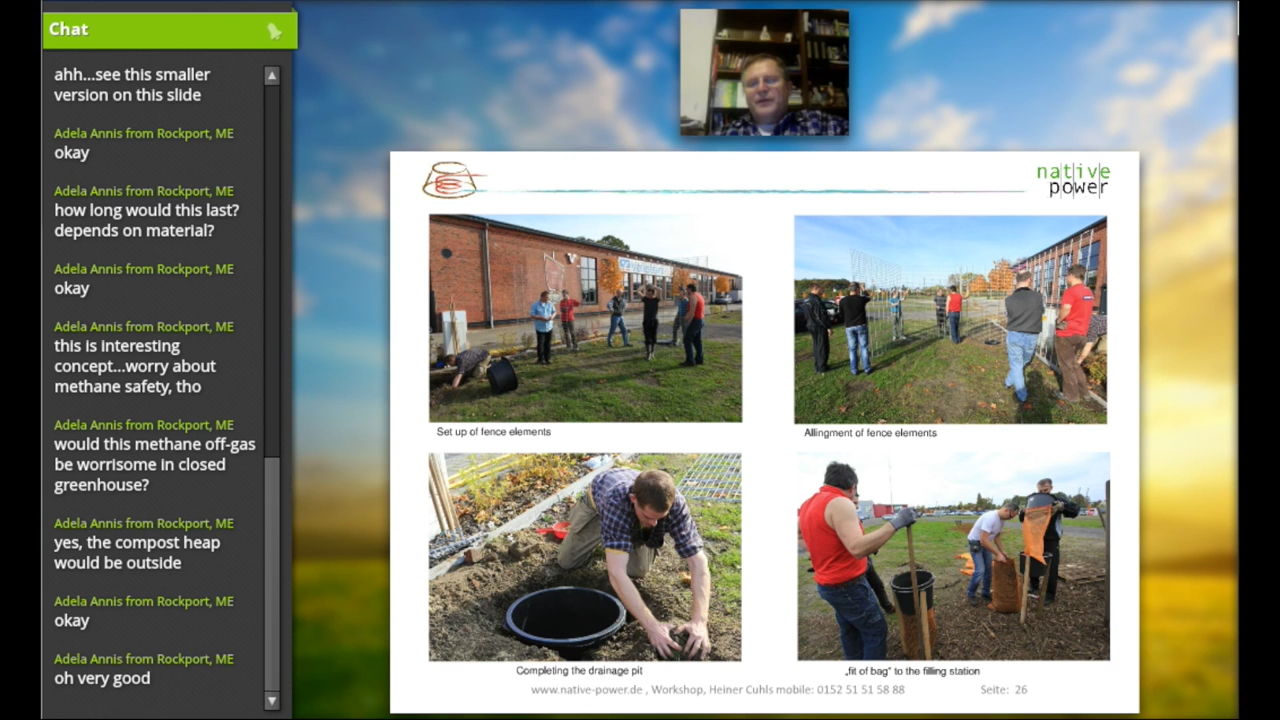 Chat
ahh...see this smaller
version on this slide
Adela Annis from Rockport, ME
okay
Adela Annis from Rockport, ME
how long would this last?
depends on material?
Adela Annis from Rockport, ME
okay
Adela Annis from Rockport, ME
this is interesting
concept...worry about
methane safety, tho
Adela Annis from Rockport, ME
would this methane off-gas
be worrisome in closed
greenhouse?
Adela Annis from Rockport, ME
yes, the compost heap
would be outside
Adela Annis from Rockport, ME
okay
Adela Annis from Rockport, ME
oh very good
native
power
Set up of fence elements
Allingment of fence elements
Completing the drainage pit
„fit of bag" to the filling station
www.native-power.de , Workshop, Heiner Cuhls mobile: 0152 51 51 58 88
Seite: 26